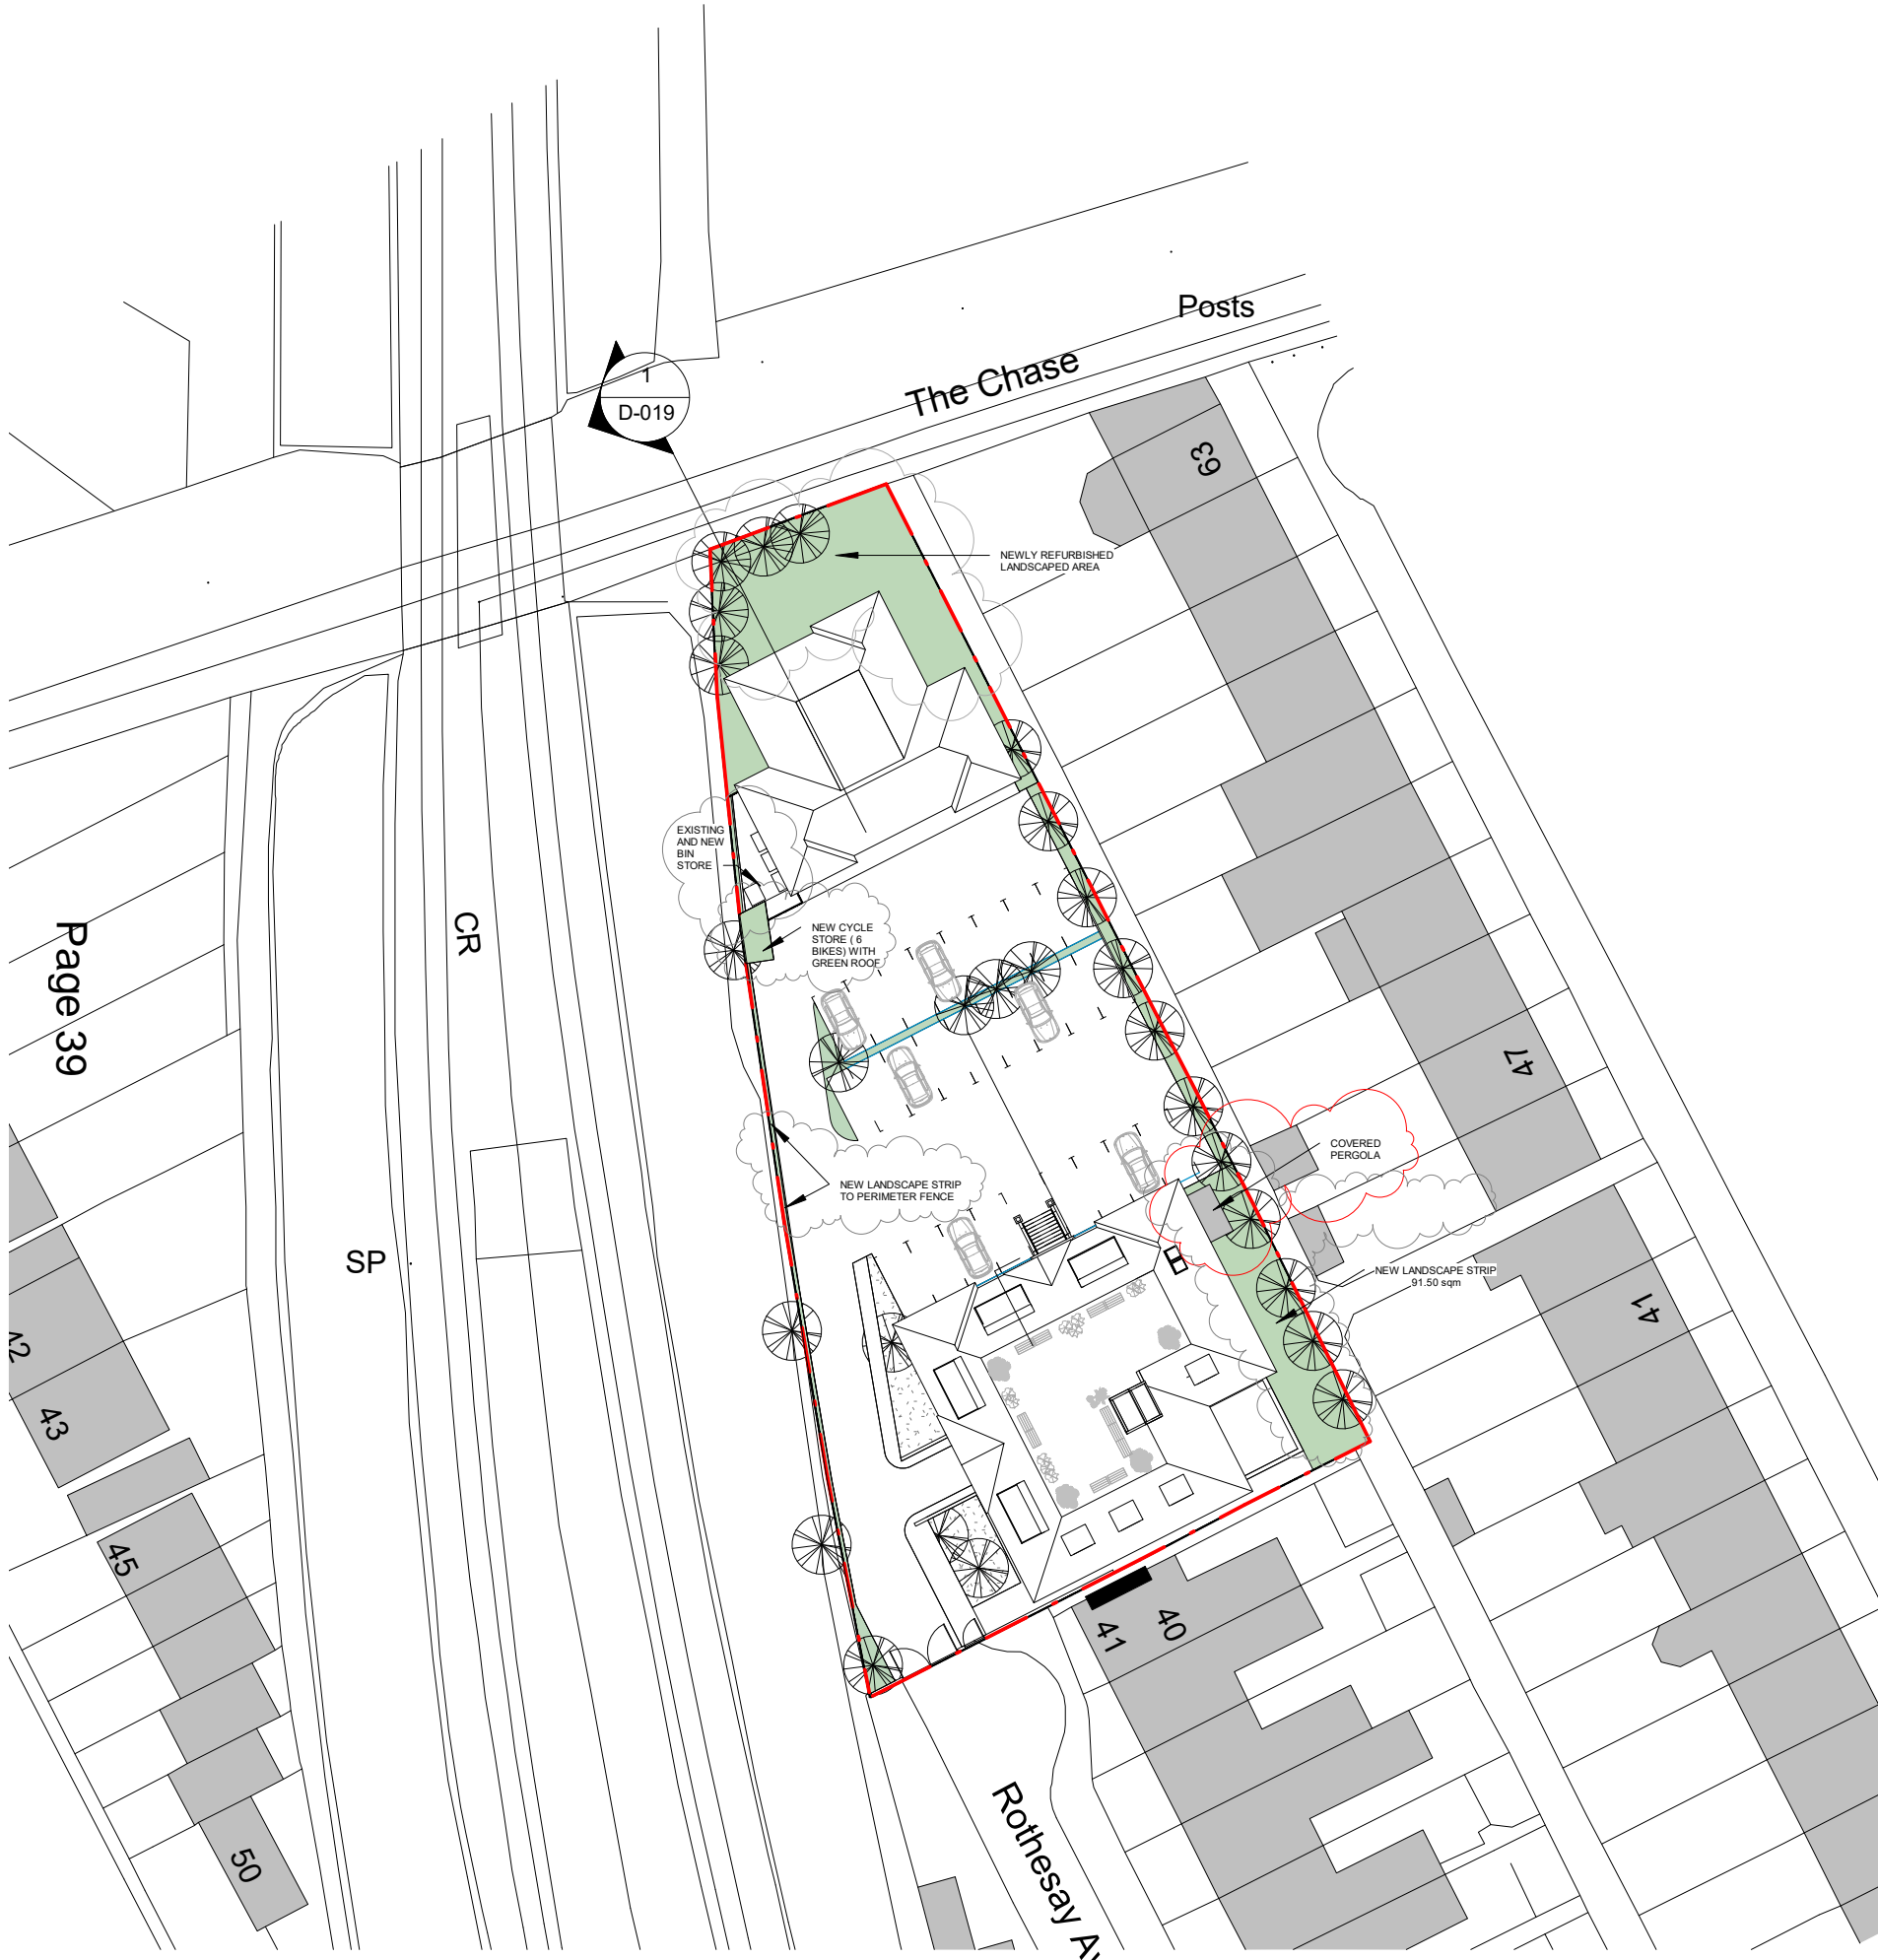 Posts
The Chase
1
D-019
63
NEWLY REFURBISHED
LANDSCAPED AREA
EXISTING
AND NEW
BIN
STORE
NEW CYCLE
STORE ( 6
BIKES) WITH
GREEN ROOF
CR
Page 39
47
COVERED
PERGOLA
NEW LANDSCAPE STRIP
TO PERIMETER FENCE
SP
NEW LANDSCAPE STRIP
91.50 sqm
41
42
43
45
41
40
50
Rothesay Av